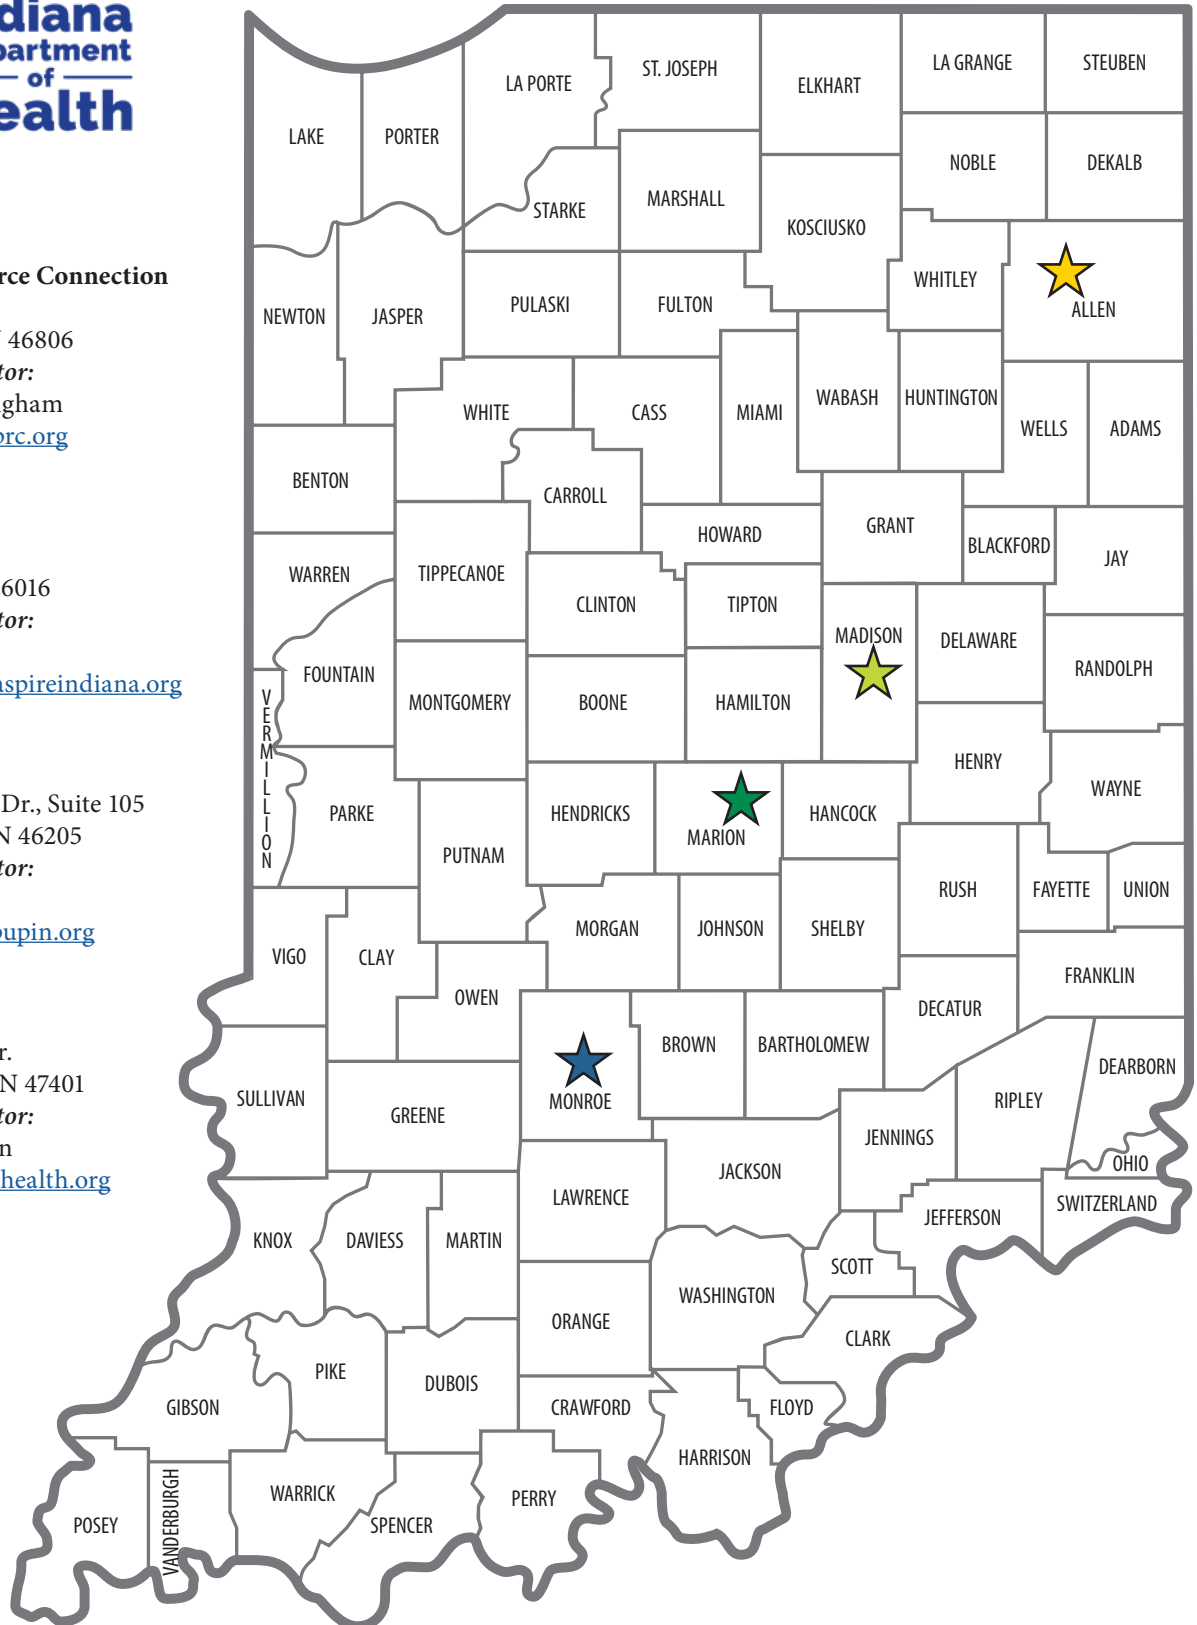 diana
partment
of
ealth
rce Connection
46806
tor:
gham
orc.org
6016
tor:
aspireindiana.org
Dr., Suite 105
N 46205
tor:
oupin.org
r.
N 47401
tor:
n
health.org
LA PORTE
ST. JOSEPH
ELKHART
LA GRANGE
STEUBEN
LAKE
PORTER
NOBLE
DEKALB
STARKE
MARSHALL
KOSCIUSKO
WHITLEY
ALLEN
NEWTON
JASPER
PULASKI
FULTON
WHITE
CASS
MIAMI
WABASH
HUNTINGTON
WELLS
ADAMS
BENTON
CARROLL
HOWARD
GRANT
BLACKFORD
JAY
WARREN
TIPPECANOE
CLINTON
TIPTON
MADISON
DELAWARE
RANDOLPH
FOUNTAIN
MONTGOMERY
BOONE
HAMILTON
HENRY
WAYNE
VERMILLION
PARKE
PUTNAM
HENDRICKS
MARION
HANCOCK
RUSH
FAYETTE
UNION
VIGO
CLAY
OWEN
MORGAN
JOHNSON
SHELBY
DECATUR
FRANKLIN
SULLIVAN
GREENE
MONROE
BROWN
BARTHOLOMEW
JENNINGS
RIPLEY
DEARBORN
OHIO
SWITZERLAND
KNOX
DAVIESS
MARTIN
LAWRENCE
JACKSON
JEFFERSON
SCOTT
WASHINGTON
ORANGE
CLARK
GIBSON
PIKE
DUBOIS
CRAWFORD
FLOYD
HARRISON
POSEY
VANDERBURGH
WARRICK
SPENCER
PERRY